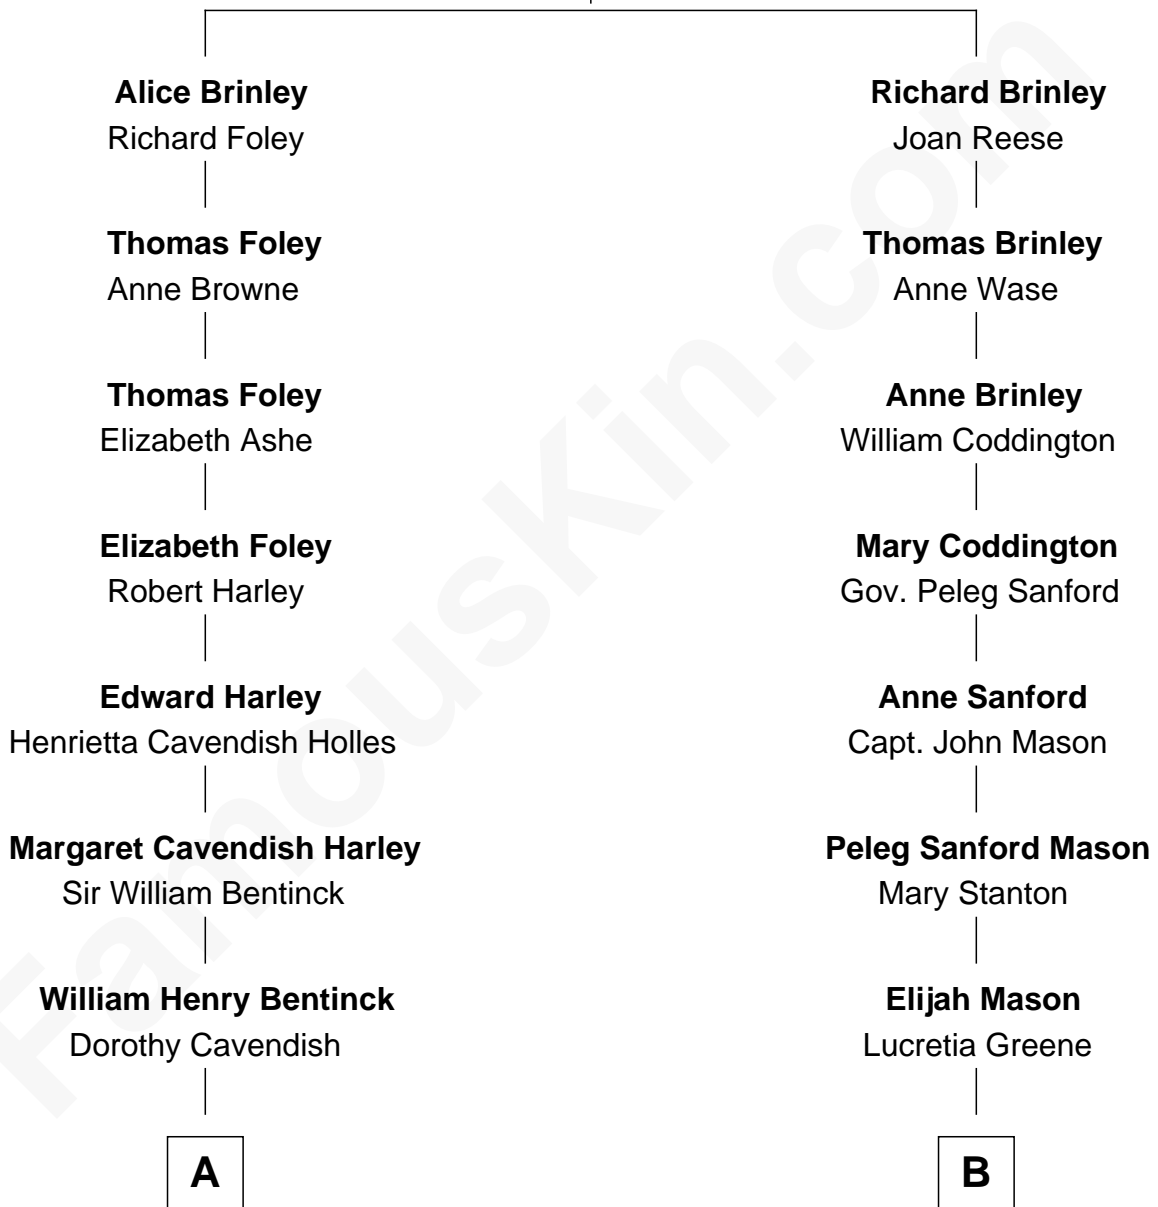 Alice Brinley
Richard Foley
Richard Brinley
Joan Reese
Thomas Foley
Anne Browne
Thomas Brinley
Anne Wase
Thomas Foley
Elizabeth Ashe
Anne Brinley
William Coddington
Elizabeth Foley
Robert Harley
Mary Coddington
Gov. Peleg Sanford
Edward Harley
Henrietta Cavendish Holles
Anne Sanford
Capt. John Mason
Margaret Cavendish Harley
Sir William Bentinck
Peleg Sanford Mason
Mary Stanton
William Henry Bentinck
Dorothy Cavendish
Elijah Mason
Lucretia Greene
A
B
FamousKin.com